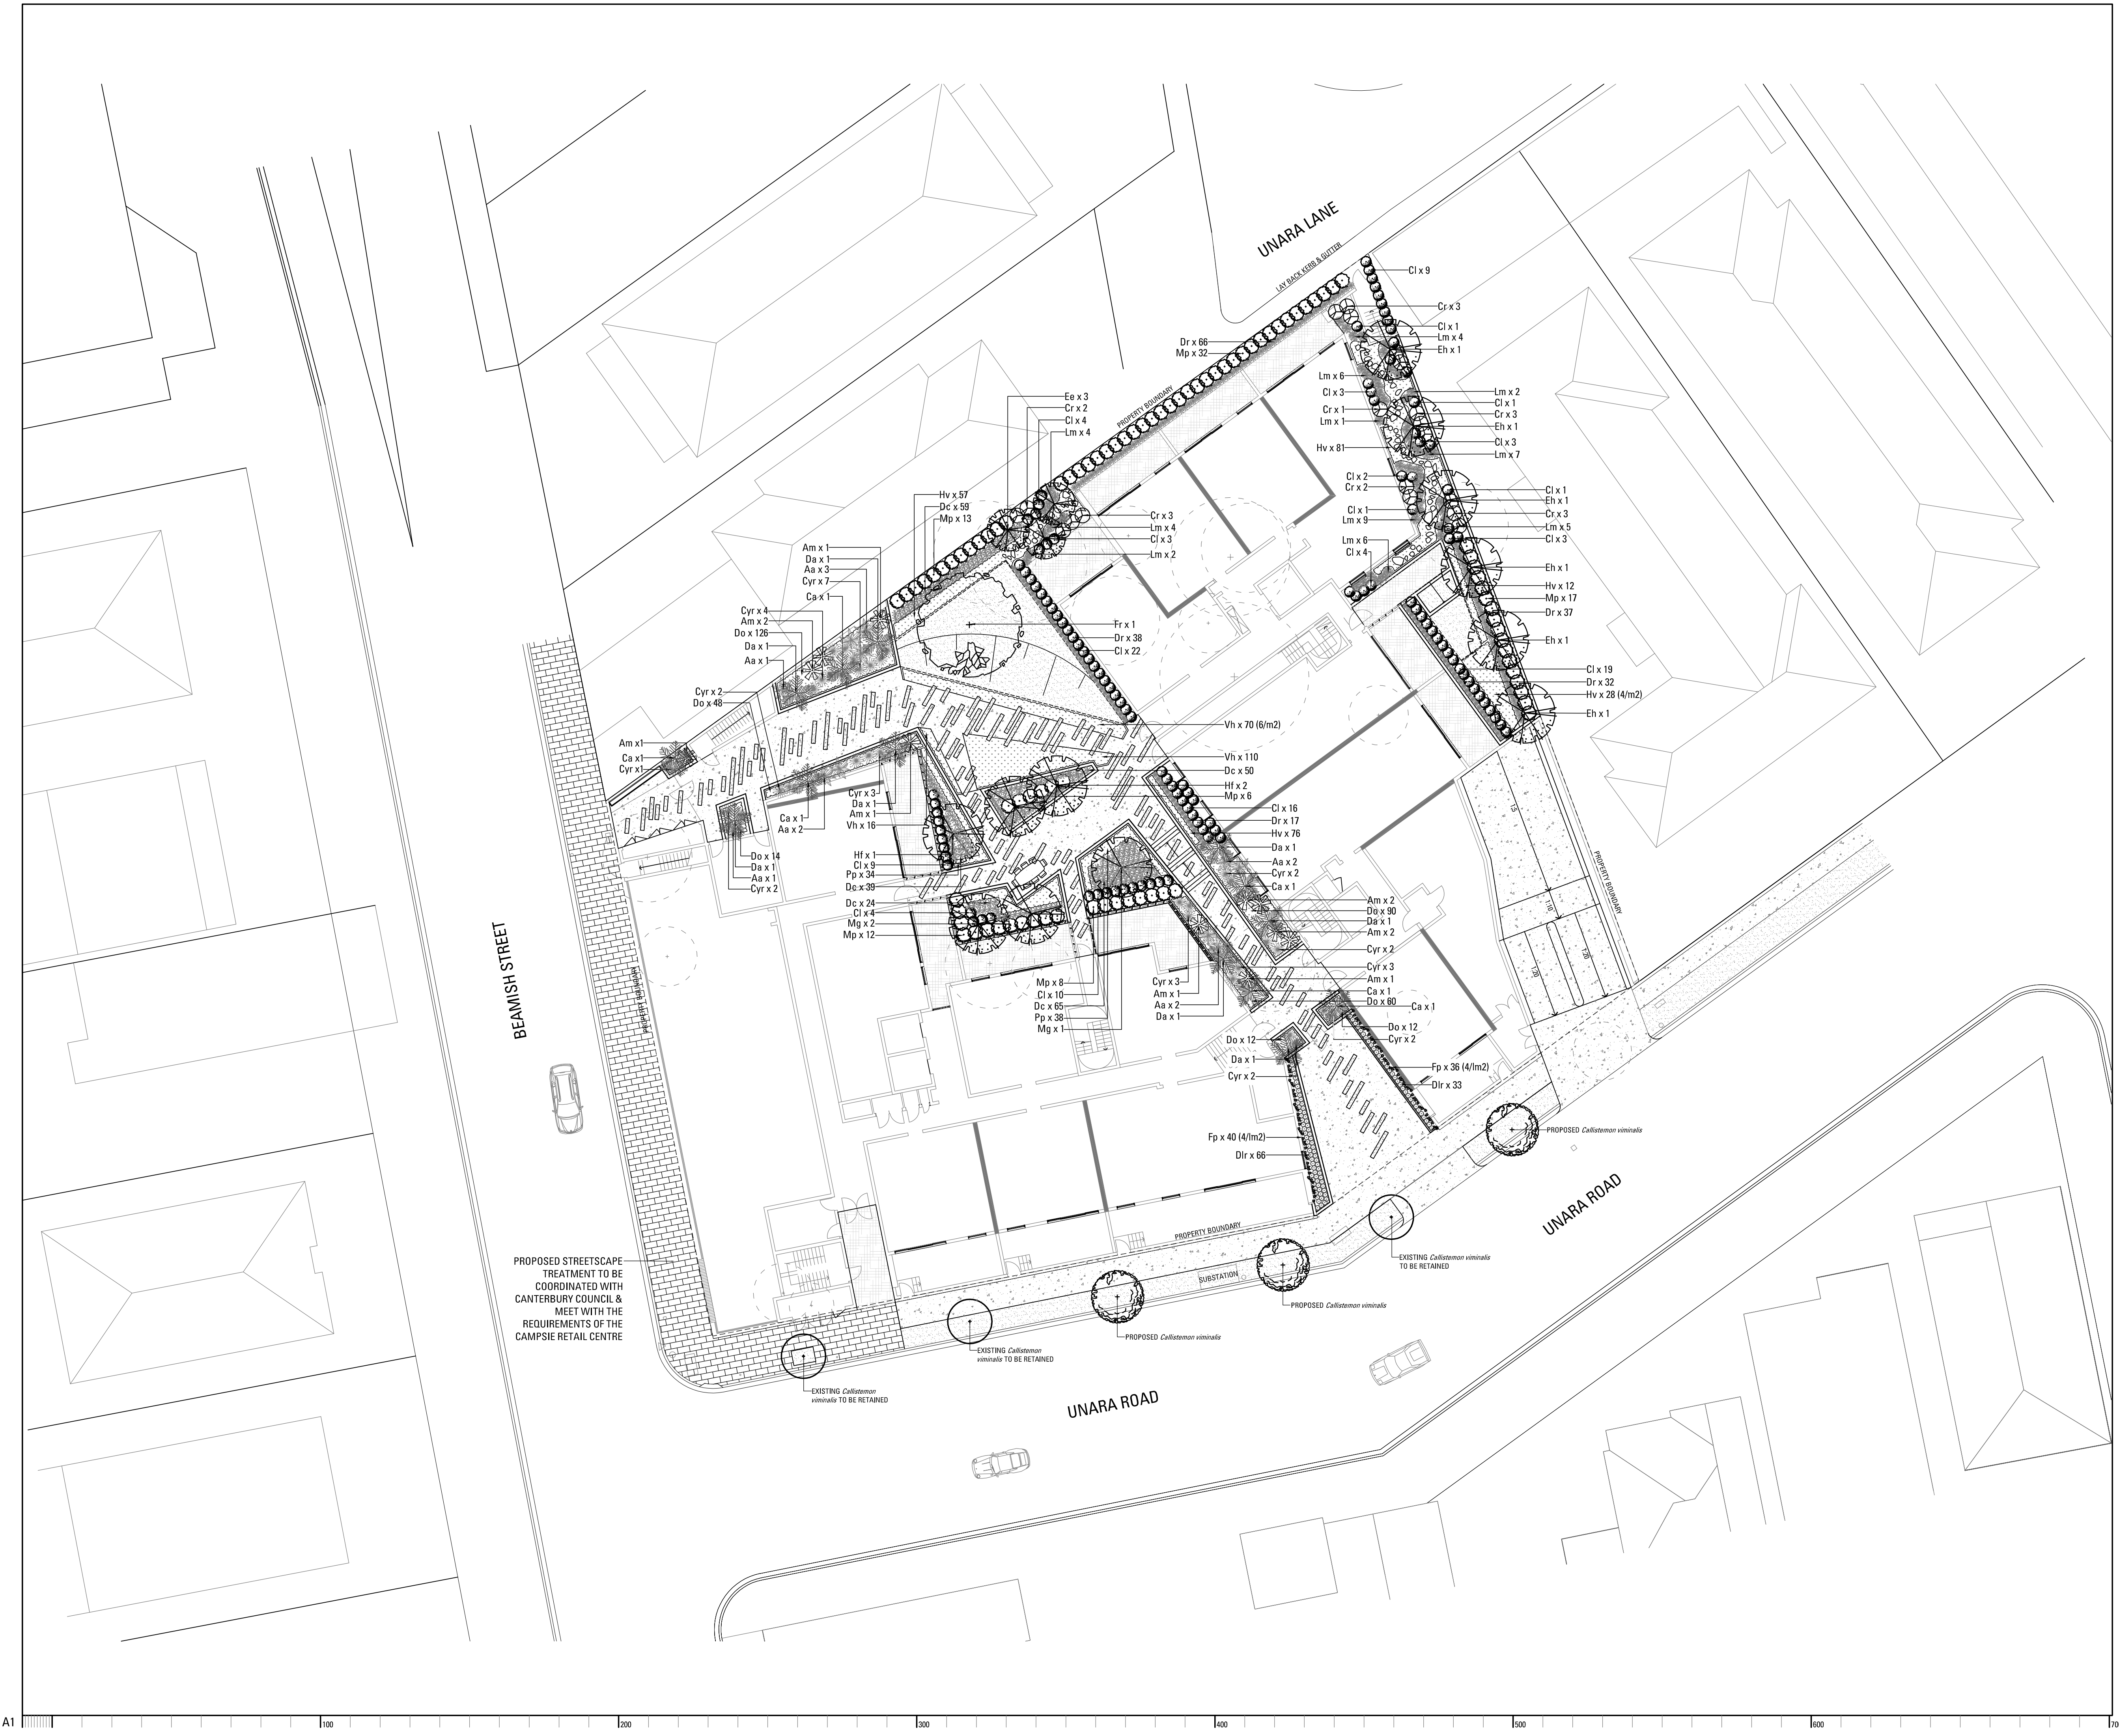 UNARA LANE
LAY BACK KERB & GUTTER
Cl x 9
Cr x 3
Cl x 1
Lm x 4
Eh x 1
Dr x 66
Mp x 32
PROPERTY BOUNDARY
Lm x 6
Cl x 3
Cr x 1
Lm x 1
Hv x 81
Lm x 2
Cl x 1
Cr x 3
Eh x 1
Cl x 3
Lm x 7
Ee x 3
Cr x 2
Cl x 4
Lm x 4
Cl x 2
Cr x 2
Cl x 1
Lm x 9
Lm x 6
Cl x 4
Cl x 1
Eh x 1
Cr x 3
Lm x 5
Cl x 3
Hv x 57
Dc x 59
Mp x 13
Cr x 3
Lm x 4
Cl x 3
Lm x 2
Am x 1
Da x 1
Aa x 3
Cyr x 7
Ca x 1
Eh x 1
Hv x 12
Mp x 17
Dr x 37
Eh x 1
Cyr x 4
Am x 2
Do x 126
Da x 1
Aa x 1
Fr x 1
Dr x 38
Cl x 22
Cl x 19
Dr x 32
Hv x 28 (4/m2)
Eh x 1
Cyr x 2
Do x 48
Am x1
Ca x1
Cyr x1
Vh x 70 (6/m2)
Vh x 110
Dc x 50
Hf x 2
Mp x 6
Cyr x 3
Da x 1
Am x 1
Vh x 16
Ca x 1
Aa x 2
Cl x 16
Dr x 17
Hv x 76
Da x 1
Aa x 2
Cyr x 2
Ca x 1
Do x 14
Da x 1
Aa x 1
Cyr x 2
Hf x 1
Cl x 9
Pp x 34
Dc x 39
Dc x 24
Cl x 4
Mg x 2
Mp x 12
Am x 2
Do x 90
Da x 1
Am x 2
Cyr x 2
Cyr x 3
Am x 1
Ca x 1
Do x 60
Ca x 1
Mp x 8
Cl x 10
Dc x 65
Pp x 38
Mg x 1
Cyr x 3
Am x 1
Aa x 2
Da x 1
Do x 12
Cyr x 2
Do x 12
Da x 1
Cyr x 2
Fp x 36 (4/lm2)
Dlr x 33
Fp x 40 (4/lm2)
Dlr x 66
1:5
1:10
1:20
1:20
PROPERTY BOUNDARY
BEAMISH STREET
PROPERTY BOUNDARY
PROPOSED Callistemon viminalis
UNARA ROAD
PROPERTY BOUNDARY
SUBSTATION
EXISTING Callistemon viminalis
TO BE RETAINED
PROPOSED Callistemon viminalis
PROPOSED Callistemon viminalis
EXISTING Callistemon
viminalis TO BE RETAINED
EXISTING Callistemon
viminalis TO BE RETAINED
PROPOSED STREETSCAPE
TREATMENT TO BE
COORDINATED WITH
CANTERBURY COUNCIL &
MEET WITH THE
REQUIREMENTS OF THE
CAMPSIE RETAIL CENTRE
UNARA ROAD
A1
100
200
300
400
500
600
70